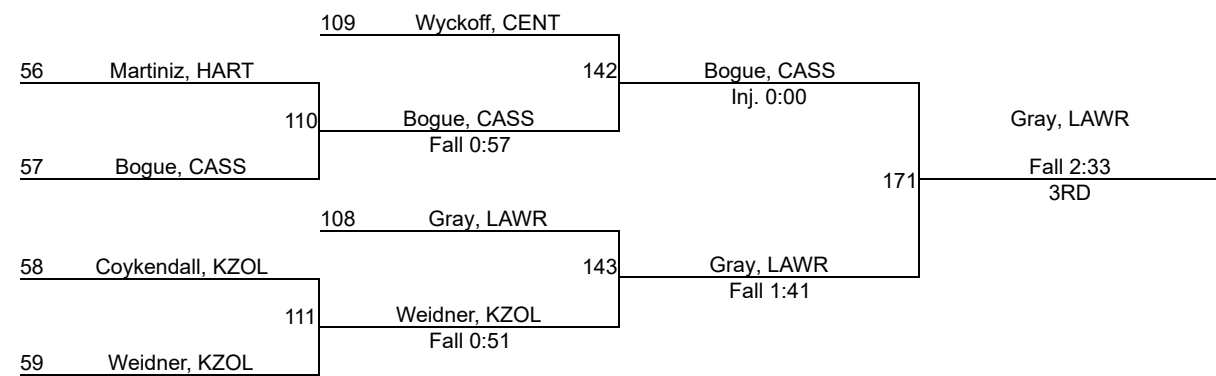 109 Wyckoff, CENT
56 Martiniz, HART
142
Bogue, CASS
Inj. 0:00
110
Bogue, CASS
Fall 0:57
Gray, LAWR
57 Bogue, CASS
Fall 2:33
171
3RD
108 Gray, LAWR
58 Coykendall, KZOL
143
Gray, LAWR
Fall 1:41
111
Weidner, KZOL
Fall 0:51
59 Weidner, KZOL